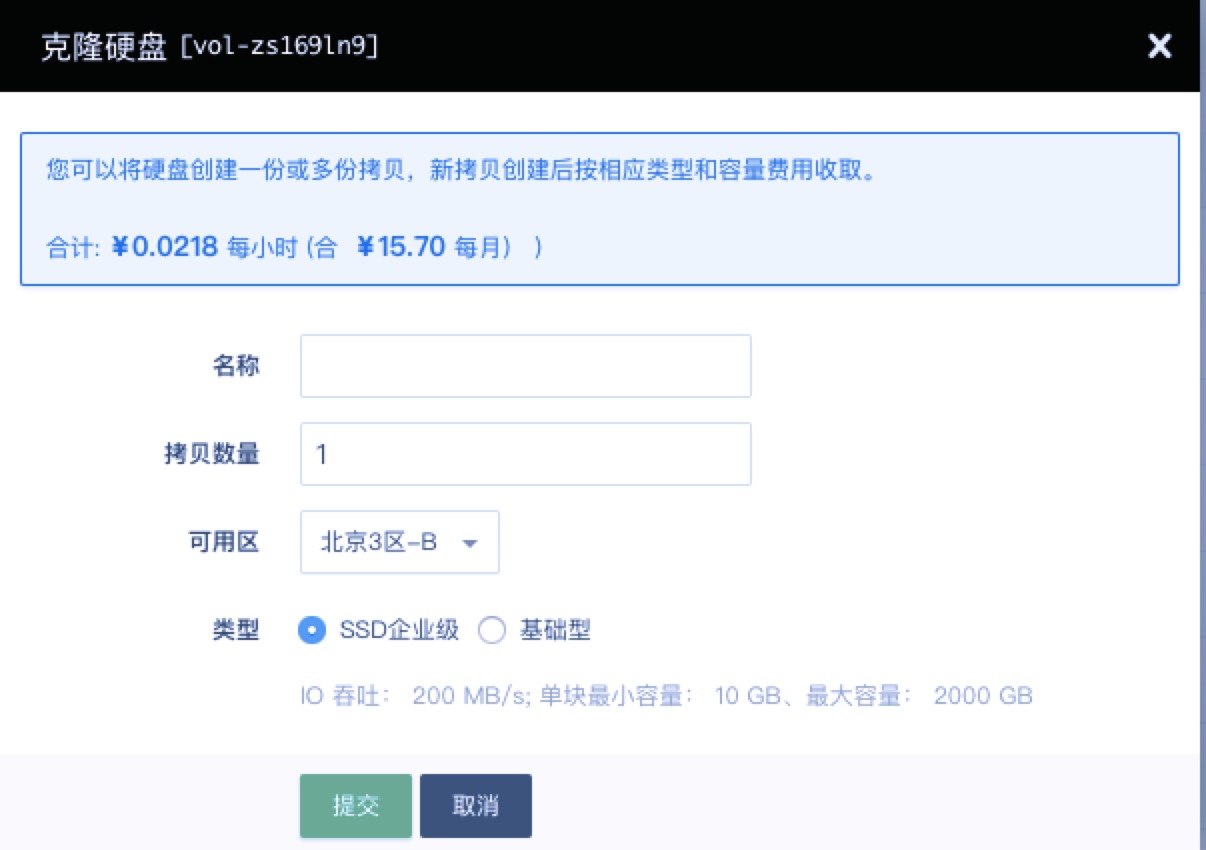 克隆硬盘 [vol-zs169ln9]
您可以将硬盘创建一份或多份拷贝，新拷贝创建后按相应类型和容量费用收取。
合计: ¥0.0218 每小时 (合 ¥15.70 每月） )
名称
拷贝数量 1
可用区 北京3区-B
类型 SSD企业级 基础型
IO 吞吐： 200 MB/s; 单块最小容量： 10 GB、最大容量： 2000 GB
提交 取消